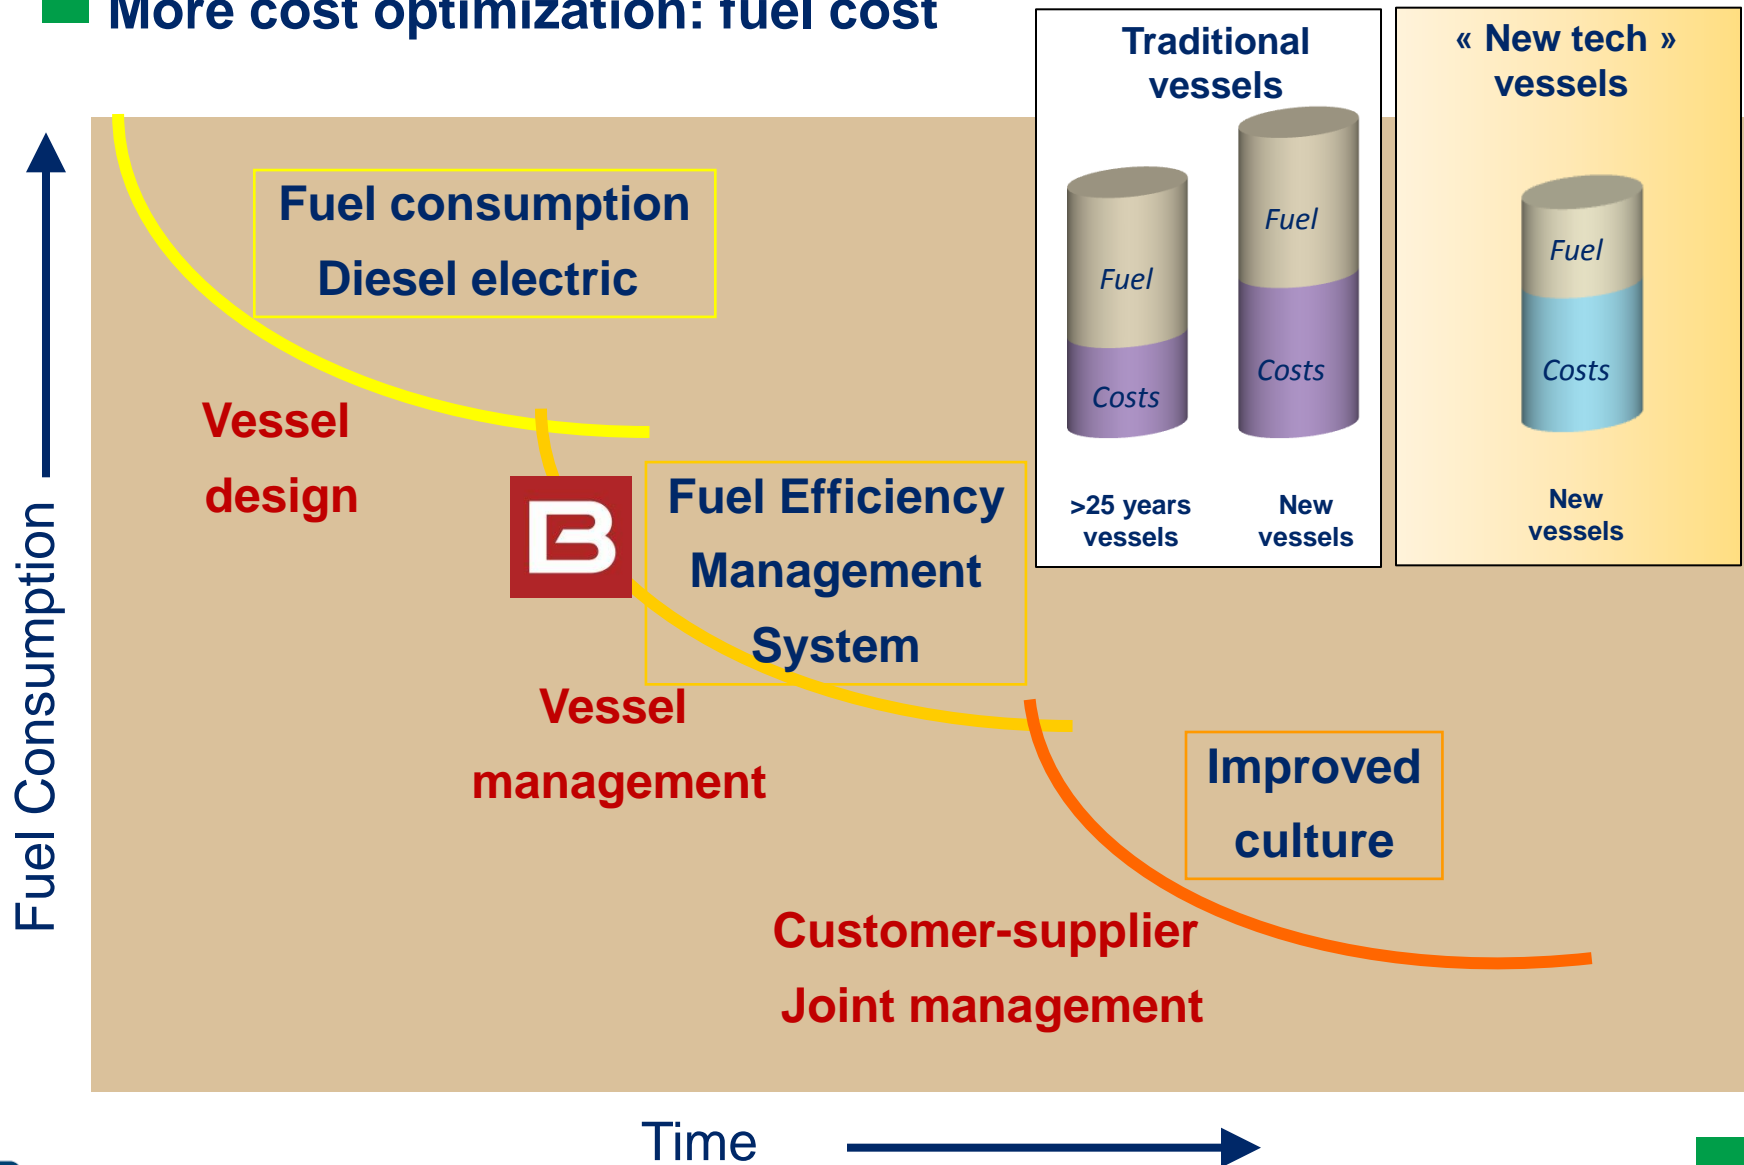 More cost optimization: fuel cost
Traditional
vessels
« New tech »
vessels
Fuel
Costs
Fuel
Costs
Fuel
Costs
>25 years
vessels
New
vessels
New
vessels
Fuel consumption
Diesel electric
Vessel
design
B
Fuel Efficiency
Management
System
Vessel
management
Improved
culture
Customer-supplier
Joint management
Fuel Consumption
Time